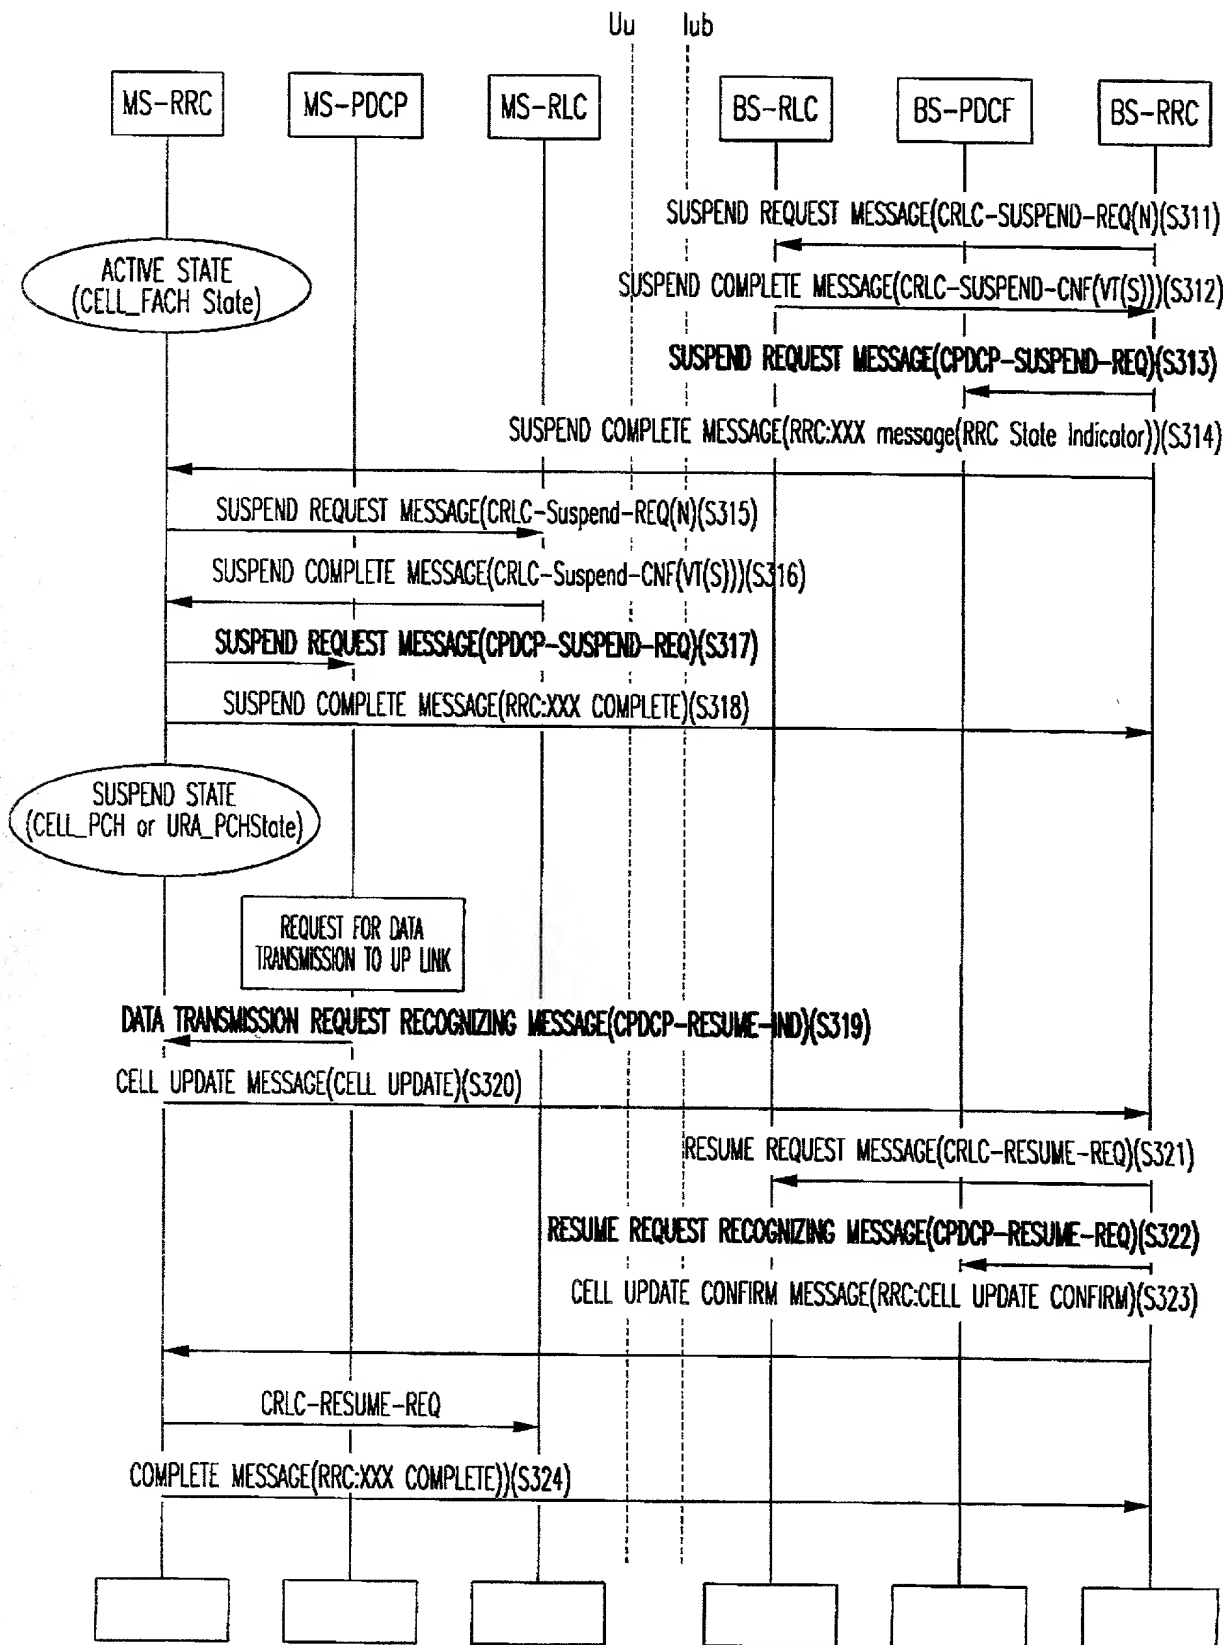 Uu Iub
MS-RRC MS-PDCP MS-RLC BS-RLC BS-PDCF BS-RRC
SUSPEND REQUEST MESSAGE(CRLC-SUSPEND-REQ(N)(S311)
ACTIVE STATE
(CELL_FACH State)
SUSPEND COMPLETE MESSAGE(CRLC-SUSPEND-CNF(VT(S)))(S312)
SUSPEND REQUEST MESSAGE(CPDCP-SUSPEND-REQ)(S313)
SUSPEND COMPLETE MESSAGE(RRC:XXX message(RRC State Indicator))(S314)
SUSPEND REQUEST MESSAGE(CRLC-Suspend-REQ(N)(S315)
SUSPEND COMPLETE MESSAGE(CRLC-Suspend-CNF(VT(S)))(S316)
SUSPEND REQUEST MESSAGE(CPDCP-SUSPEND-REQ)(S317)
SUSPEND COMPLETE MESSAGE(RRC:XXX COMPLETE)(S318)
SUSPEND STATE
(CELL_PCH or URA_PCHState)
REQUEST FOR DATA
TRANSMISSION TO UP LINK
DATA TRANSMISSION REQUEST RECOGNIZING MESSAGE(CPDCP-RESUME-IND)(S319)
CELL UPDATE MESSAGE(CELL UPDATE)(S320)
RESUME REQUEST MESSAGE(CRLC-RESUME-REQ)(S321)
RESUME REQUEST RECOGNIZING MESSAGE(CPDCP-RESUME-REQ)(S322)
CELL UPDATE CONFIRM MESSAGE(RRC:CELL UPDATE CONFIRM)(S323)
CRLC-RESUME-REQ
COMPLETE MESSAGE(RRC:XXX COMPLETE))(S324)